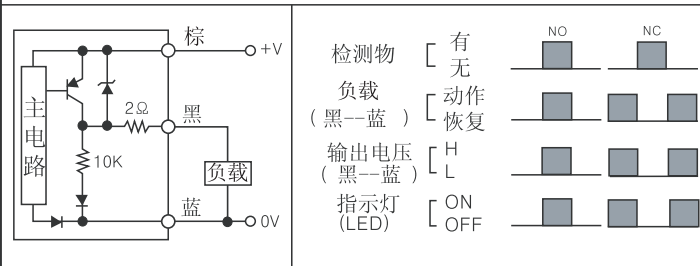 棕
+V
主电路
2Ω
黑
10K
负载
蓝
0V
NO NC
检测物 有
无
负载 动作
(黑--蓝 ) 恢复
输出电压 H
( 黑--蓝 ) L
指示灯 ON
(LED) OFF